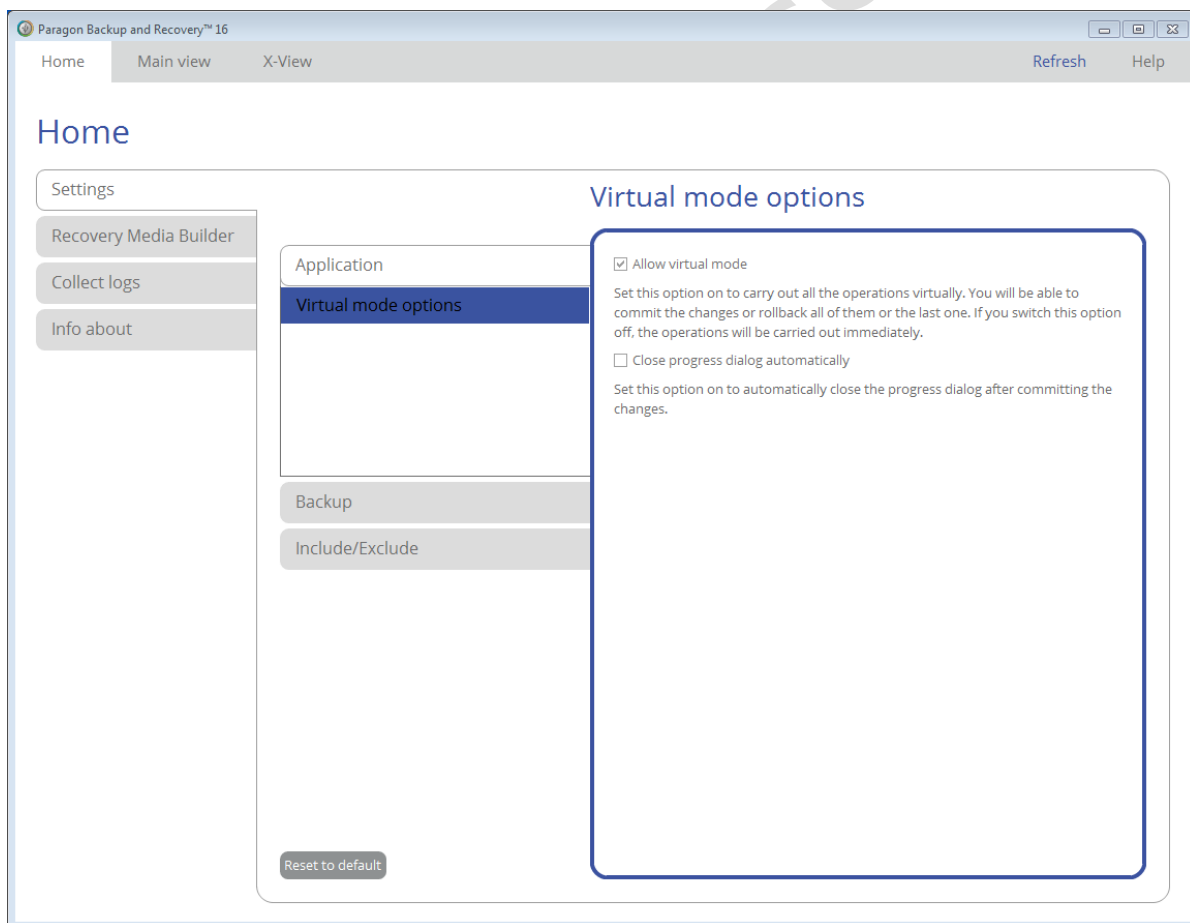 Paragon Backup and Recovery™ 16
Home Main view X-View Refresh Help
Home
Settings
Recovery Media Builder
Collect logs
Info about
Application
Virtual mode options
Backup
Include/Exclude
Reset to default
Virtual mode options
Allow virtual mode
Set this option on to carry out all the operations virtually. You will be able to
commit the changes or rollback all of them or the last one. If you switch this option
off, the operations will be carried out immediately.
Close progress dialog automatically
Set this option on to automatically close the progress dialog after committing the
changes.